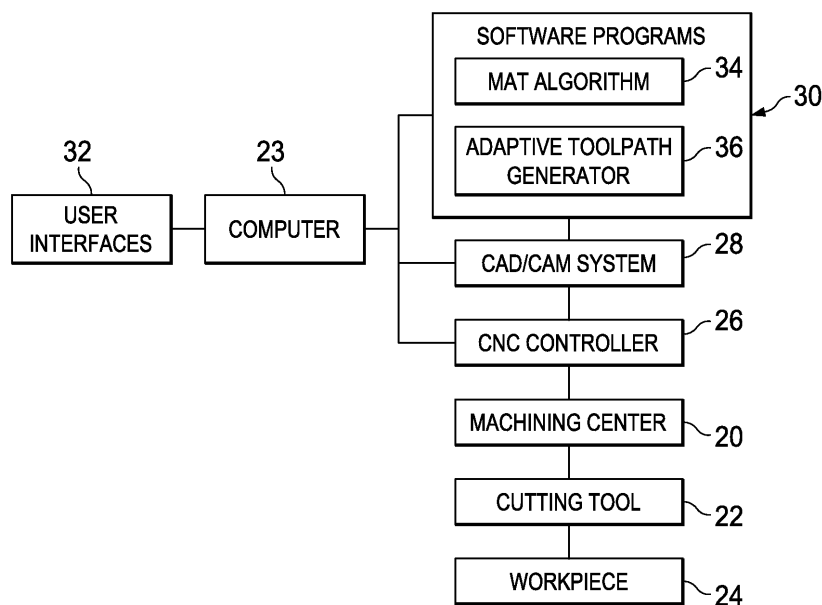 SOFTWARE PROGRAMS
MAT ALGORITHM
34
30
ADAPTIVE TOOLPATH
GENERATOR
36
32
USER
INTERFACES
23
COMPUTER
CAD/CAM SYSTEM
28
CNC CONTROLLER
26
MACHINING CENTER
20
CUTTING TOOL
22
WORKPIECE
24